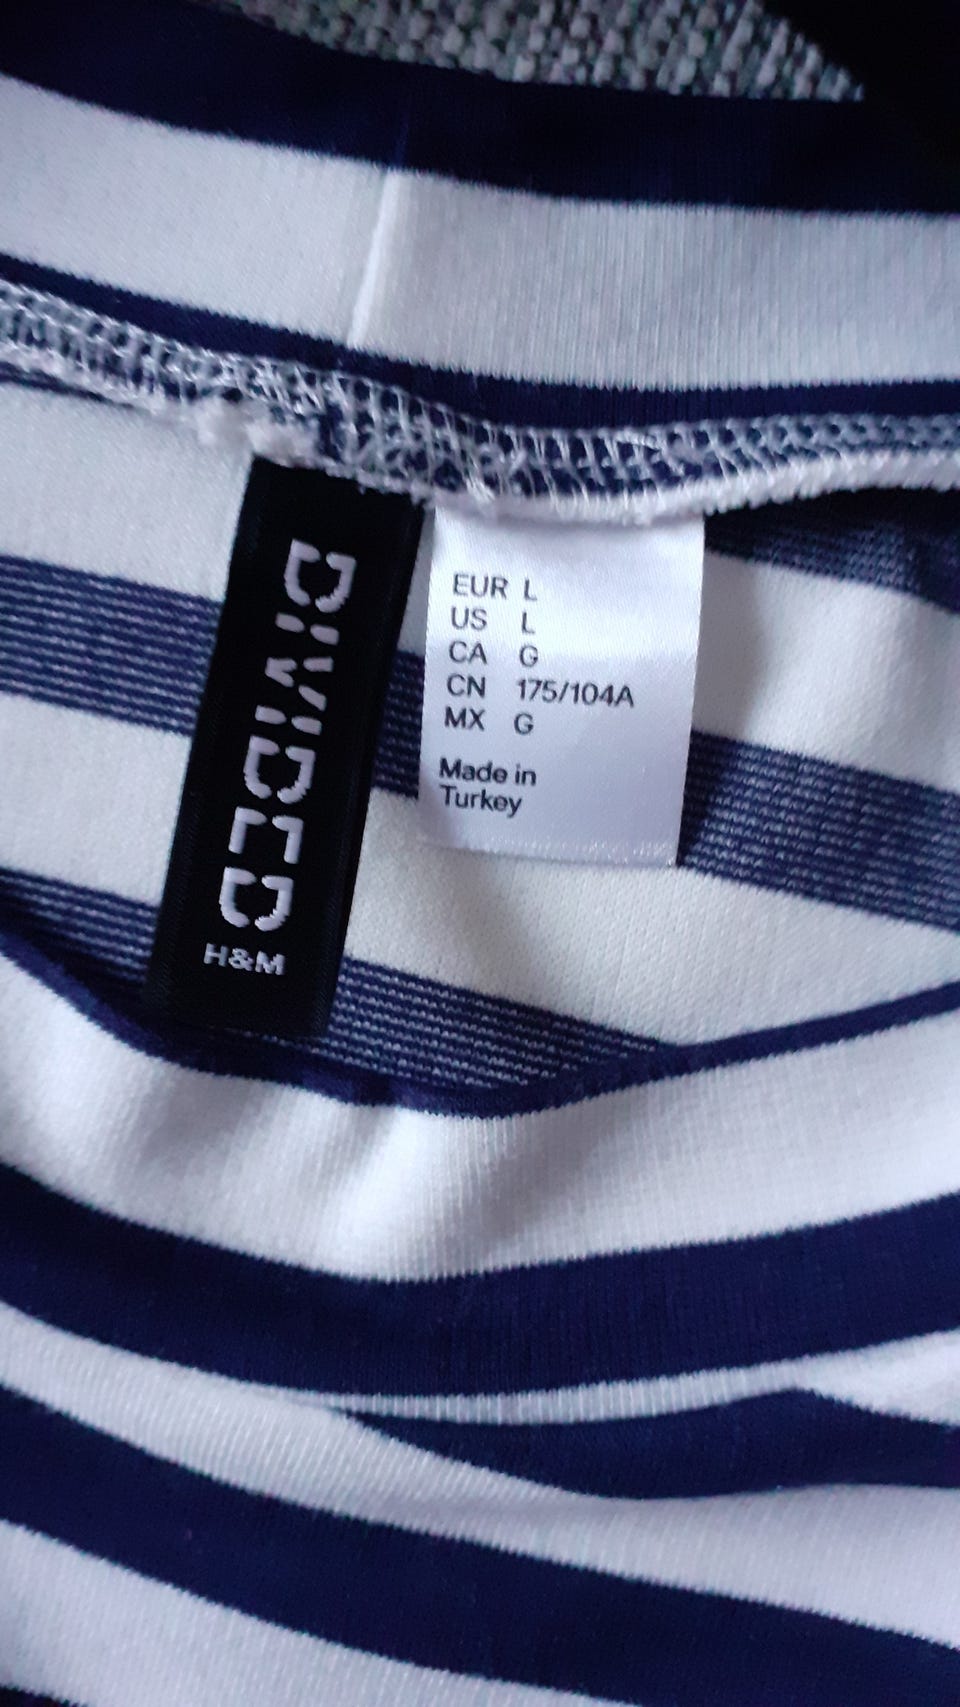 DIVIDED
H&M
EUR L
US L
CA G
CN 175/104A
MX G
Made in
Turkey